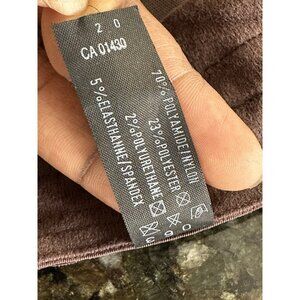 2 0
CA 01430
70% POLYAMIDE/NYLON
23% POLYESTER
2% POLYURETHANE
5% ELASTHANNE/SPANDEX